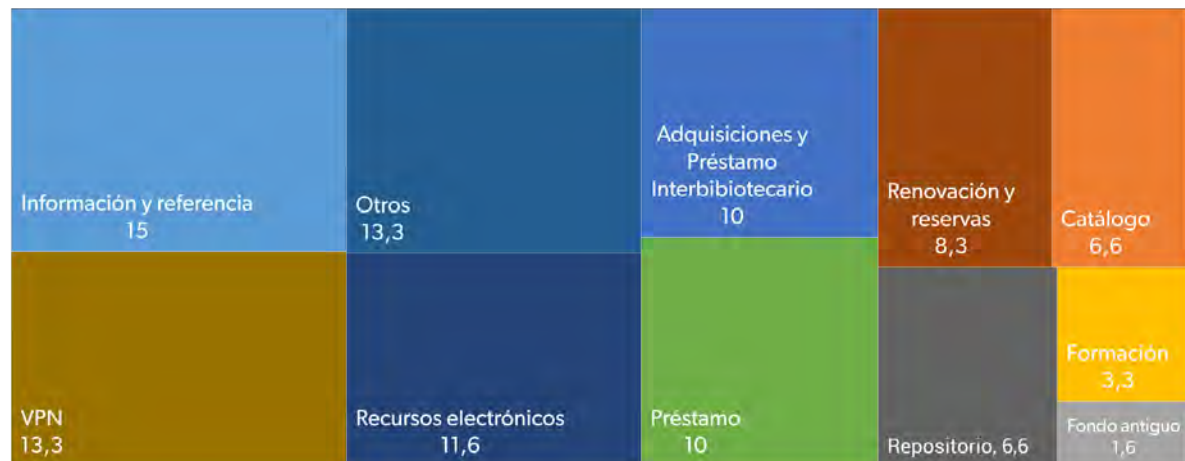 Información y referencia
15
Otros
13,3
Adquisiciones y
Préstamo
Interbibiotecario
10
Renovación y
reservas
8,3
Catálogo
6,6
VPN
13,3
Recursos electrónicos
11,6
Préstamo
10
Repositorio, 6,6
Formación
3,3
Fondo antiguo
1,6